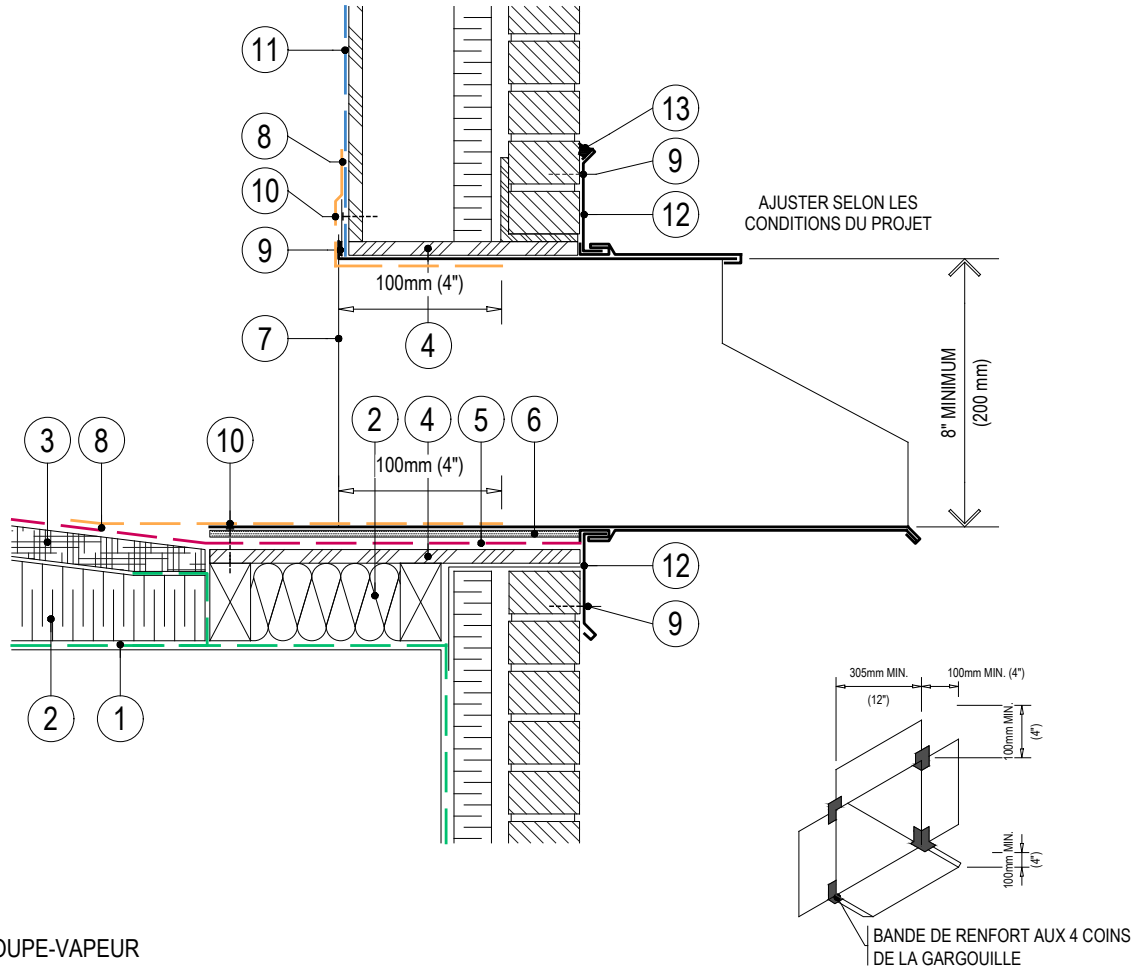 11
8
10
9
7
13
9
12
AJUSTER SELON LES
CONDITIONS DU PROJET
100mm (4")
4
8" MINIMUM
(200 mm)
3
8
10
2
4
5
6
100mm (4")
12
9
2
1
305mm MIN.
(12")
100mm MIN. (4")
100mm MIN.
(4")
100mm MIN.
(4")
BANDE DE RENFORT AUX 4 COINS
DE LA GARGOUILLE
OUPE-VAPEUR